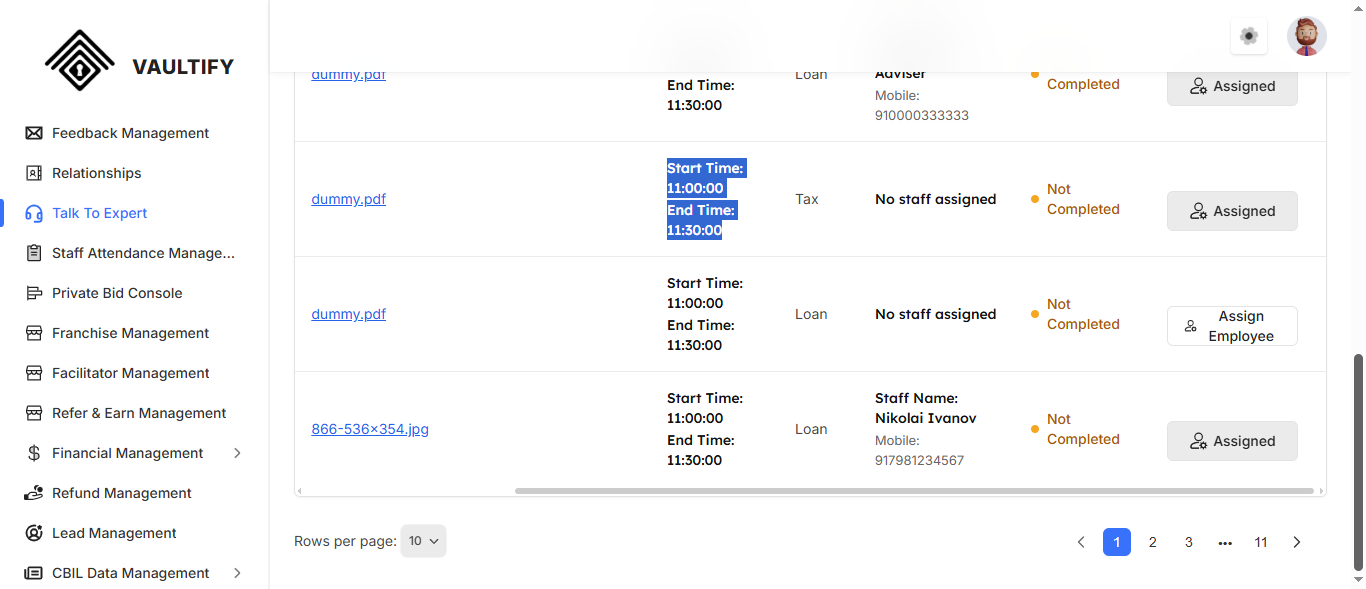 VAULTIFY
Feedback Management
Relationships
Talk To Expert
Staff Attendance Manage...
Private Bid Console
Franchise Management
Facilitator Management
Refer & Earn Management
Financial Management
Refund Management
Lead Management
CBIL Data Management
dummy.pdf
End Time:
11:30:00
Loan
Adviser
Mobile:
910000333333
Completed
Assigned
dummy.pdf
Start Time:
11:00:00
End Time:
11:30:00
Tax
No staff assigned
Not
Completed
Assigned
dummy.pdf
Start Time:
11:00:00
End Time:
11:30:00
Loan
No staff assigned
Not
Completed
Assign
Employee
866-536×354.jpg
Start Time:
11:00:00
End Time:
11:30:00
Loan
Staff Name:
Nikolai Ivanov
Mobile:
917981234567
Not
Completed
Assigned
Rows per page: 10
1 2 3 ••• 11